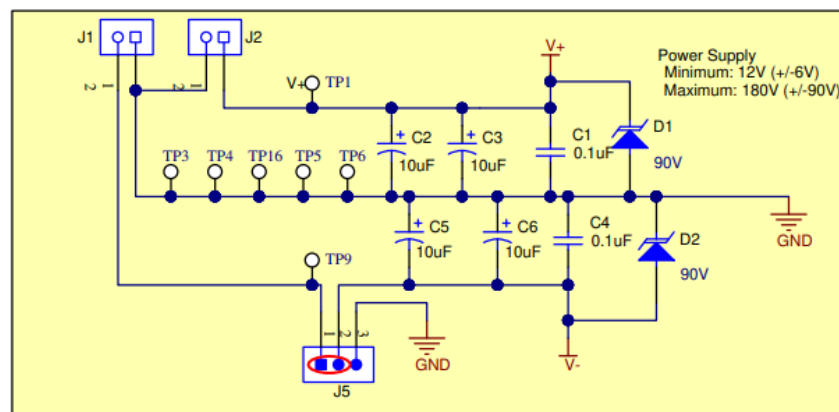 J1
J2
2
1
2
1
V+
TP1
V+
Power Supply
Minimum: 12V (+/-6V)
Maximum: 180V (+/-90V)
+
C2
10uF
+
C3
10uF
C1
0.1uF
D1
90V
TP3
TP4
TP16
TP5
TP6
+
C5
10uF
+
C6
10uF
C4
0.1uF
D2
90V
GND
TP9
1
2
3
GND
V-
J5